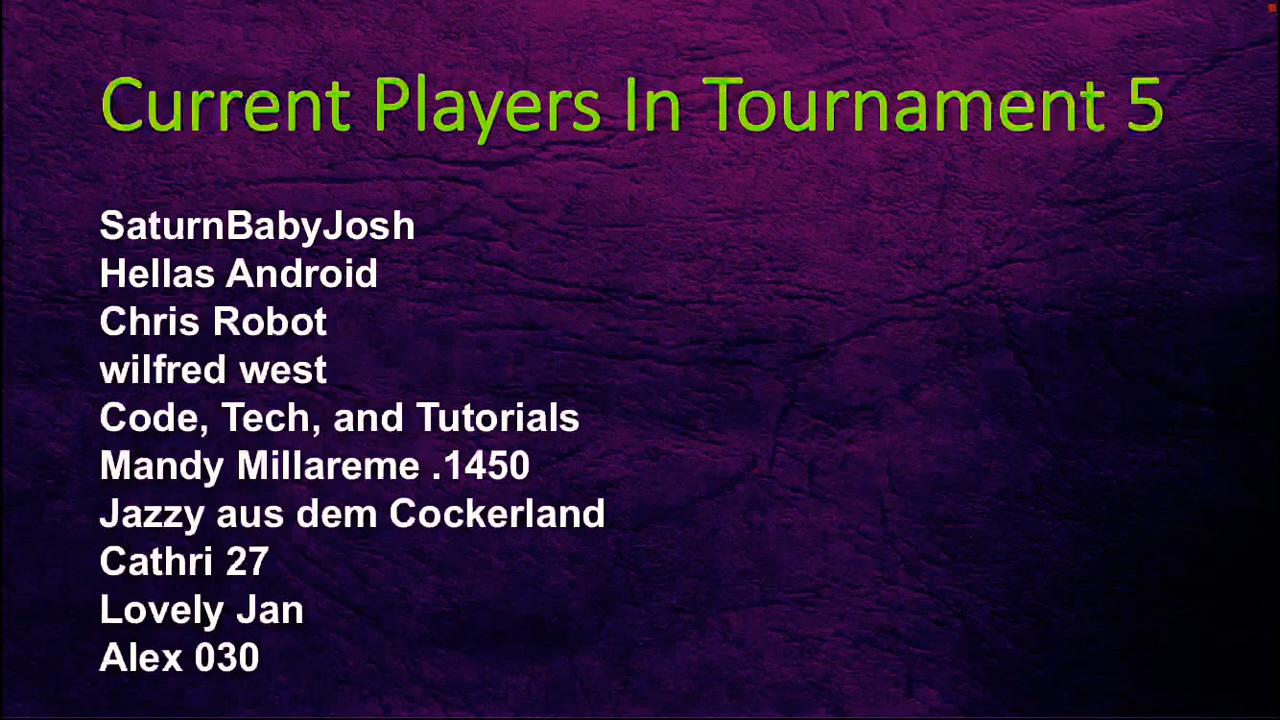 Current Players In Tournament 5
SaturnBabyJosh
Hellas Android
Chris Robot
wilfred west
Code, Tech, and Tutorials
Mandy Millareme .1450
Jazzy aus dem Cockerland
Cathri 27
Lovely Jan
Alex 030